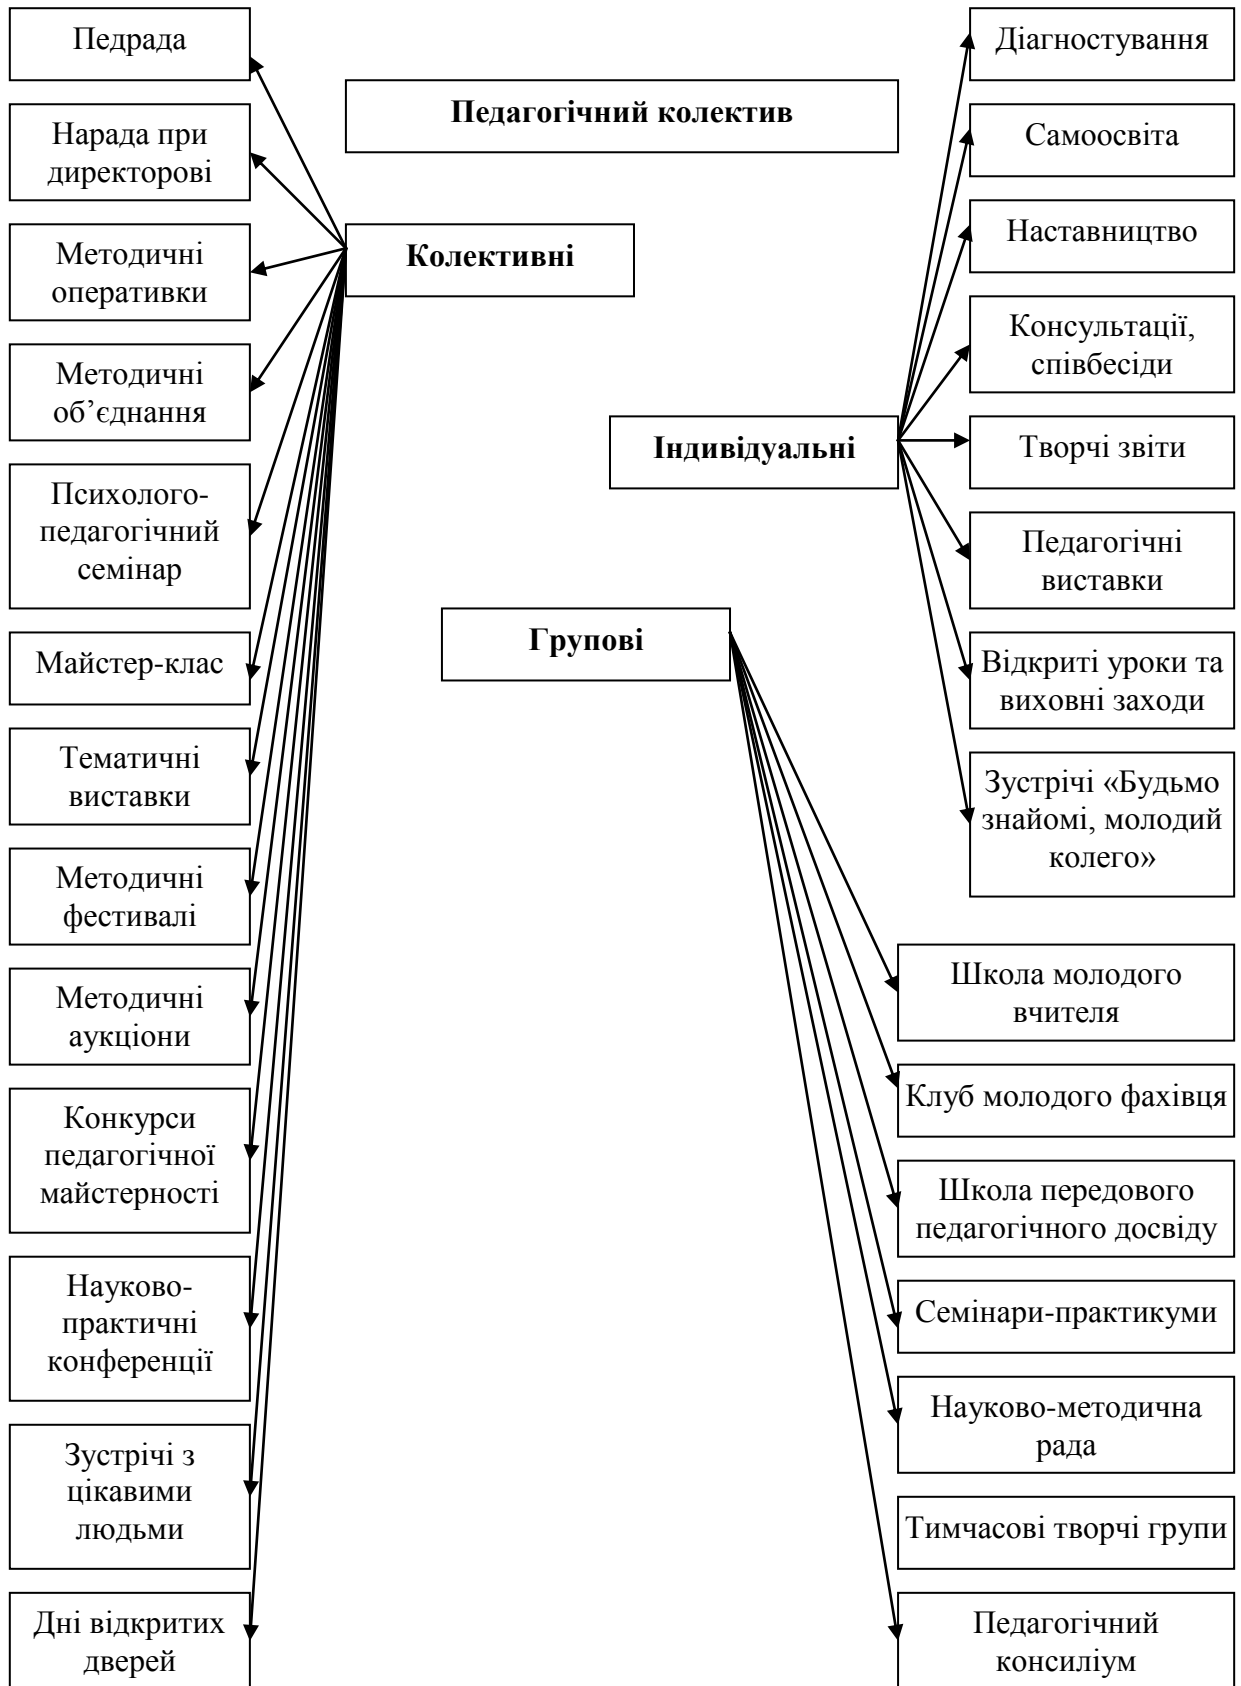 Педрада
Нарада при
директорові
Методичні
оперативки
Методичні
об’єднання
Психолого-
педагогічний
семінар
Майстер-клас
Тематичні
виставки
Методичні
фестивалі
Методичні
аукціони
Конкурси
педагогічної
майстерності
Науково-
практичні
конференції
Зустрічі з
цікавими
людьми
Дні відкритих
дверей
Педагогічний колектив
Колективні
Індивідуальні
Групові
Діагностування
Самоосвіта
Наставництво
Консультації,
співбесіди
Творчі звіти
Педагогічні
виставки
Відкриті уроки та
виховні заходи
Зустрічі «Будьмо
знайомі, молодий
колего»
Школа молодого
вчителя
Клуб молодого фахівця
Школа передового
педагогічного досвіду
Семінари-практикуми
Науково-методична
рада
Тимчасові творчі групи
Педагогічний
консиліум